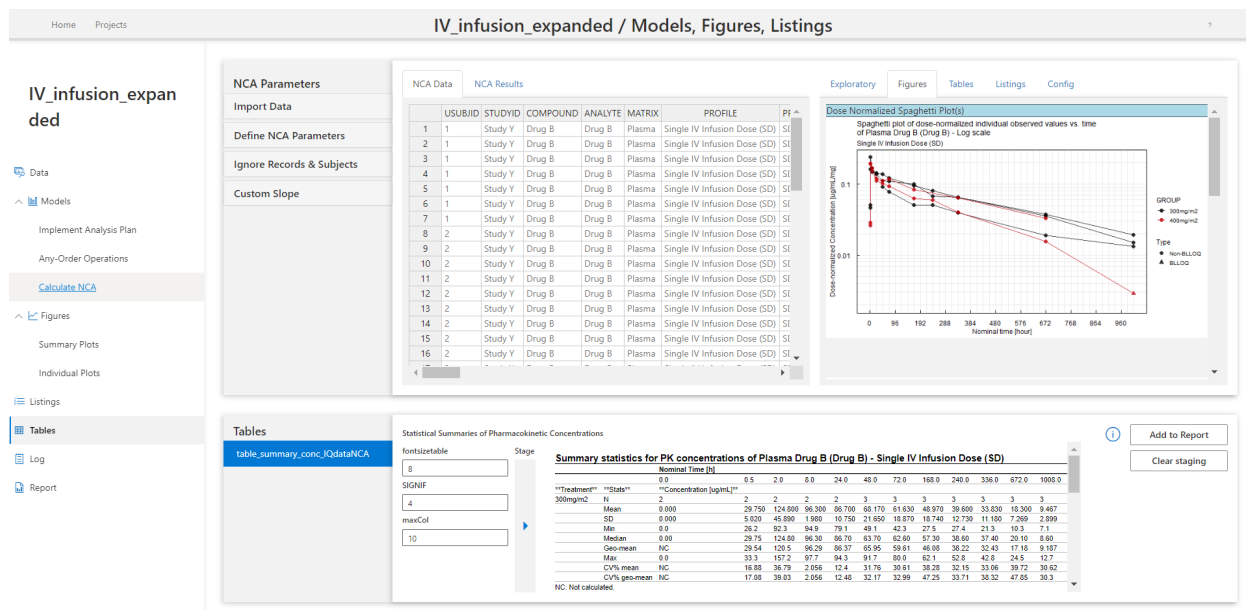 Home Projects IV_infusion_expanded / Models, Figures, Listings ?
IV_infusion_expan
ded
Data
Models
Implement Analysis Plan
Any-Order Operations
Calculate NCA
Figures
Summary Plots
Individual Plots
Listings
Tables
Log
Report
NCA Parameters
Import Data
Define NCA Parameters
Ignore Records & Subjects
Custom Slope
NCA Data NCA Results
USUBJID STUDYID COMPOUND ANALYTE MATRIX PROFILE
1 1 Study Y Drug B Drug B Plasma Single IV Infusion Dose (SD)
2 1 Study Y Drug B Drug B Plasma Single IV Infusion Dose (SD)
3 1 Study Y Drug B Drug B Plasma Single IV Infusion Dose (SD)
4 1 Study Y Drug B Drug B Plasma Single IV Infusion Dose (SD)
5 1 Study Y Drug B Drug B Plasma Single IV Infusion Dose (SD)
6 1 Study Y Drug B Drug B Plasma Single IV Infusion Dose (SD)
7 1 Study Y Drug B Drug B Plasma Single IV Infusion Dose (SD)
8 2 Study Y Drug B Drug B Plasma Single IV Infusion Dose (SD)
9 2 Study Y Drug B Drug B Plasma Single IV Infusion Dose (SD)
10 2 Study Y Drug B Drug B Plasma Single IV Infusion Dose (SD)
11 2 Study Y Drug B Drug B Plasma Single IV Infusion Dose (SD)
12 2 Study Y Drug B Drug B Plasma Single IV Infusion Dose (SD)
13 2 Study Y Drug B Drug B Plasma Single IV Infusion Dose (SD)
14 2 Study Y Drug B Drug B Plasma Single IV Infusion Dose (SD)
15 2 Study Y Drug B Drug B Plasma Single IV Infusion Dose (SD)
16 2 Study Y Drug B Drug B Plasma Single IV Infusion Dose (SD)
Exploratory Figures Tables Listings Config
Dose Normalized Spaghetti Plot(s)
Spaghetti plot of dose-normalized individual observed values vs. time
of Plasma Drug B (Drug B) - Log scale
Single IV Infusion Dose (SD)
Dose-normalized Concentration [ug/mL/mg]
0.1
0.01
0 96 192 288 384 480 576 672 768 864 960
Nominal time [hour]
GROUP
300mg/m2
400mg/m2
Type
Non-BLLOQ
BLLOQ
Tables
table_summary_conc_IQdataNCA
Statistical Summaries of Pharmacokinetic Concentrations
fontsizetable
8
SIGNIF
4
maxCol
10
Stage
Add to Report
Clear staging
Summary statistics for PK concentrations of Plasma Drug B (Drug B) - Single IV Infusion Dose (SD)
Nominal Time [h]
0.0 0.5 2.0 8.0 24.0 48.0 72.0 168.0 240.0 336.0 672.0 1008.0
**Treatment** **Stats** **Concentration [ug/mL]**
300mg/m2 N 2 2 2 2 2 3 3 3 3 3 3 3
Mean 0.000 29.750 124.800 96.300 86.700 68.170 61.630 48.970 39.600 33.830 18.300 9.467
SD 0.000 5.020 45.890 1.980 10.750 21.650 18.870 18.740 12.730 11.180 7.269 2.899
Min 0.0 26.2 92.3 94.9 79.1 49.1 42.3 27.5 27.4 21.3 10.3 7.1
Median 0.00 29.75 124.80 96.30 86.70 63.70 62.60 57.30 38.60 37.40 20.10 8.60
Geo-mean NC 29.54 120.5 96.29 86.37 65.95 59.61 46.08 38.22 32.43 17.18 9.187
Max 0.0 33.3 157.2 97.7 94.3 91.7 80.0 62.1 52.8 42.8 24.5 12.7
CV% mean NC 16.88 36.79 2.056 12.4 31.76 30.61 38.28 32.15 33.06 39.72 30.62
CV% geo-mean NC 17.08 39.03 2.056 12.48 32.17 32.99 47.25 33.71 38.32 47.85 30.3
NC: Not calculated.